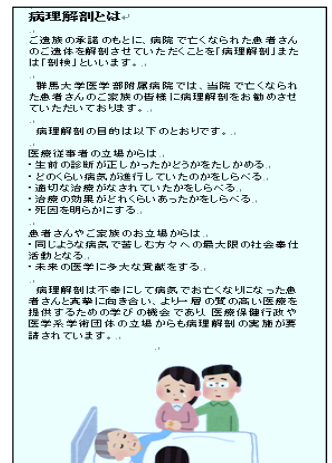 病理解剖とは
ご遺族の承諾のもとに、病院で亡くなられた患者さん
のご遺体を解剖させていただくことを「病理解剖」また
は「剖検」といいます。
群馬大学医学部附属病院では、当院で亡くなられ
た患者さんのご家族の皆様に病理解剖をお勧めさせ
ていただいております。
病理解剖の目的は以下のとおりです。
医療従事者の立場からは
・生前の診断が正しかったかどうかをたしかめる
・どのくらい病気が進行していたのかをしらべる
・適切な治療がなされていたかをしらべる
・治療の効果がどれくらいあったかをしらべる
・死因を明らかにする
患者さんやご家族のお立場からは
・同じような病気で苦しむ方々への最大限の社会奉仕
活動となる
・未来の医学に多大な貢献をする
病理解剖は不幸にして病気でお亡くなりになった患
者さんと真摯に向き合い、より一層の質の高い医療を
提供するための学びの機会であり、医療保健行政や
医学系学術団体の立場からも病理解剖の実施が要
請されています。